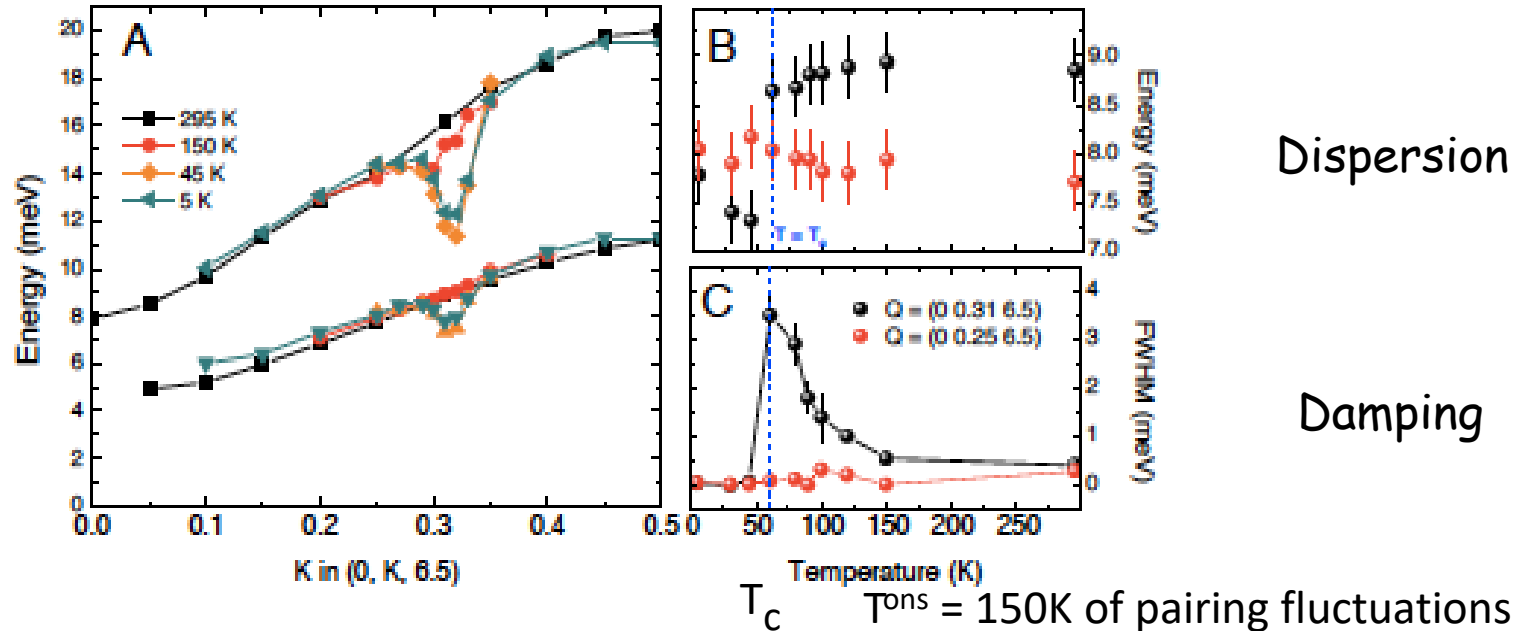 A
20
18
16
14
12
10
8
6
4
2
0
Energy (meV)
295 K
150 K
45 K
5 K
0.0 0.1 0.2 0.3 0.4 0.5
K in (0, K, 6.5)
B
9.0
8.5
8.0
7.5
7.0
Energy (meV)
T = Tc
Dispersion
C
Q = (0 0.31 6.5)
Q = (0 0.25 6.5)
4
3
2
1
0
FWHM (meV)
Damping
0 50 100 150 200 250
Temperature (K)
Tc Tons = 150K of pairing fluctuations